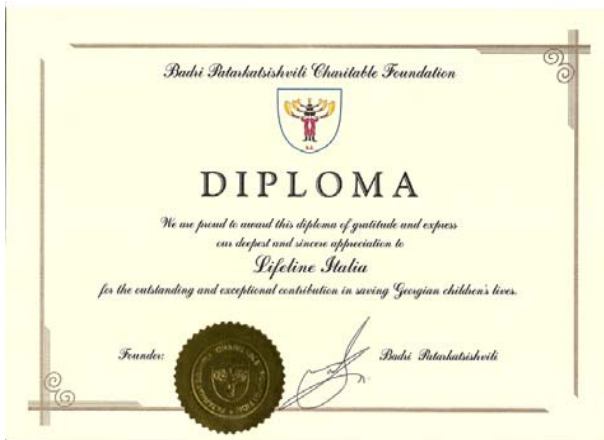 Badri Patarkatsishvili Charitable Foundation
DIPLOMA
We are proud to award this diploma of gratitude and express
our deepest and sincere appreciation to
Lifeline Italia
for the outstanding and exceptional contribution in saving Georgian children's lives.
Founder:
Badri Patarkatsishvili